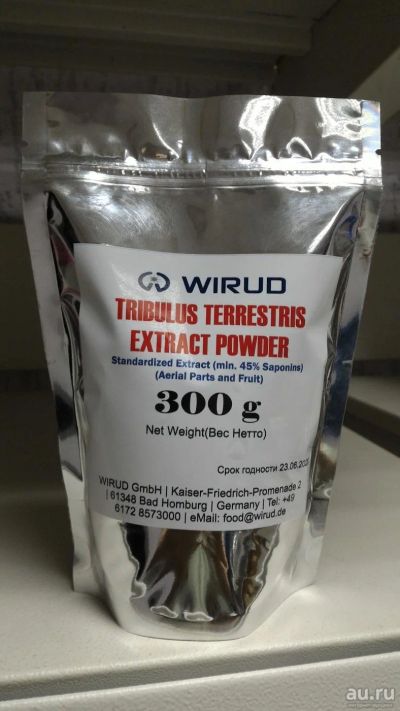 WIRUD
TRIBULUS TERRESTRIS
EXTRACT POWDER
Standardized Extract (min. 45% Saponins)
(Aerial Parts and Fruit)
300 g
Net Weight(Вес Нетто)
Срок годности
WIRUD GmbH | Kaiser-Friedrich-Promenade 2
| 61348 Bad Homburg | Germany | Tel: +49
6172 8573000 | eMail: food@wirud.de
au.ru